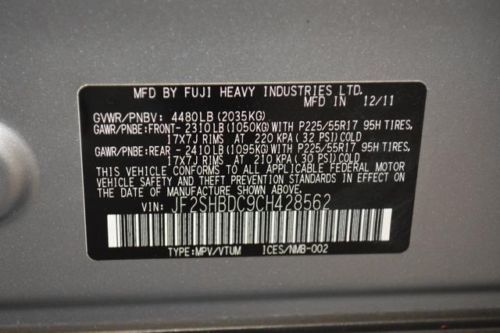 MFD BY FUJI HEAVY INDUSTRIES LTD.
MFD IN 12/11
GVWR/PNBV: 4480LB (2035KG)
GAWR/PNBE:FRONT- 2310LB (1050KG) WITH P225/55R17 95H TIRES,
17X7J RIMS AT 220 KPA (32 PSI) COLD
GAWR/PNBE:REAR -2410LB (1095KG) WITH P225/55R17 95H TIRES,
17X7J RIMS AT 210 KPA (30 PSI) COLD
THIS VEHICLE CONFORMS TO ALL APPLICABLE FEDERAL MOTOR
VEHICLE SAFETY AND THEFT PREVENTION STANDARDS IN EFFECT ON
THE DATE OF MANUFACTURE SHOWN ABOVE.
VIN: JF2SHBDC9CH428562
TYPE:MPV/VTUM ICES/NMB-002